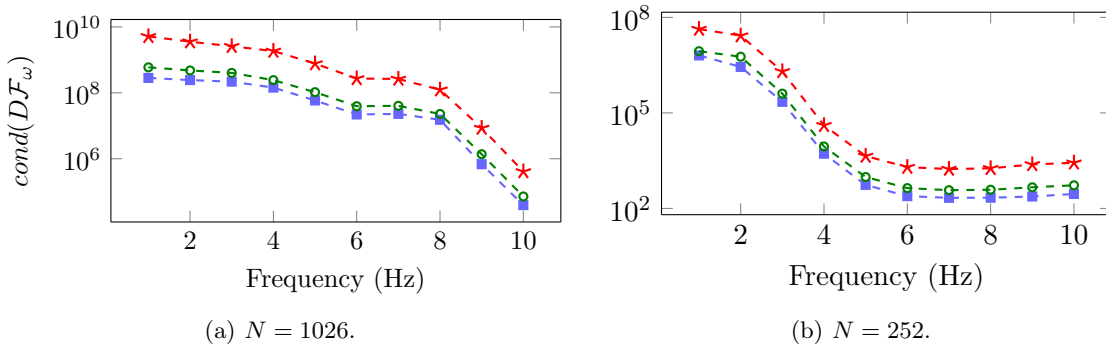 10^10
10^8
10^6
cond(D𝓕_ω)
2 4 6 8 10
Frequency (Hz)
(a) N = 1026.
10^8
10^5
10^2
2 4 6 8 10
Frequency (Hz)
(b) N = 252.